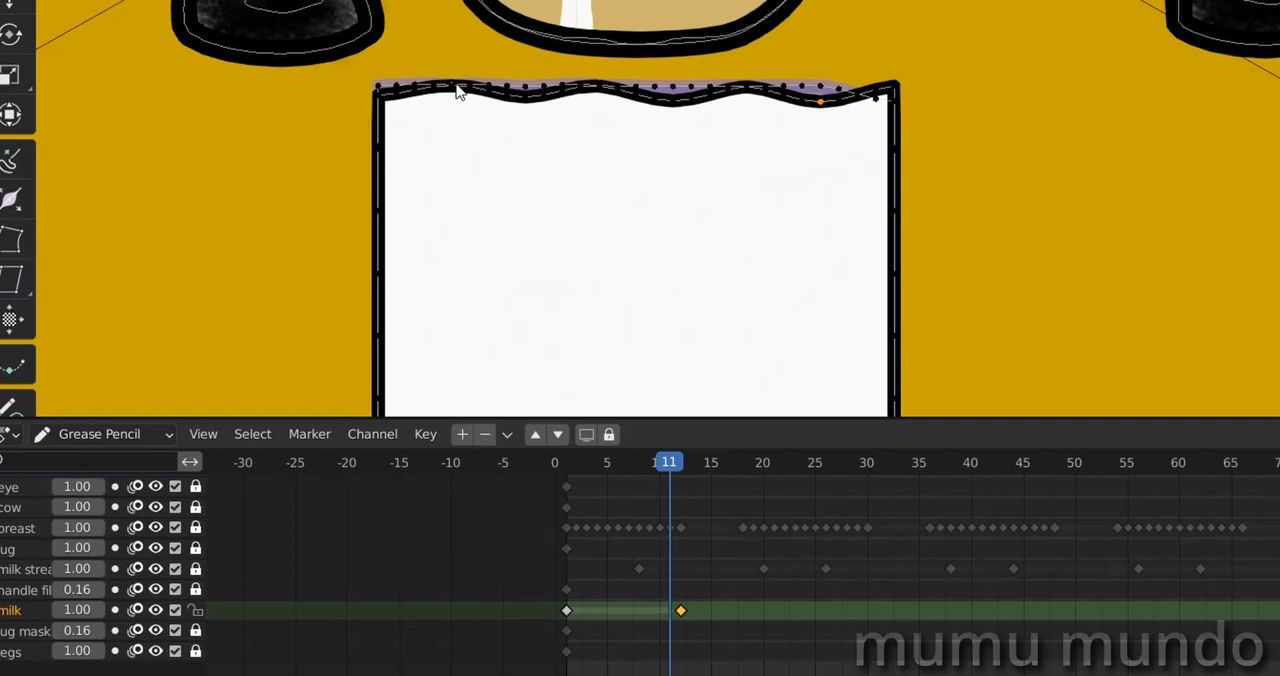 Grease Pencil View Select Marker Channel Key
-30 -25 -20 -15 -10 -5 0 5 1 11 15 20 25 30 35 40 45 50 55 60 65 7
eye 1.00
cow 1.00
breast 1.00
ug 1.00
milk strea 1.00
handle fil 0.16
milk 1.00
ug mask 0.16
egs 1.00
mumu mundo